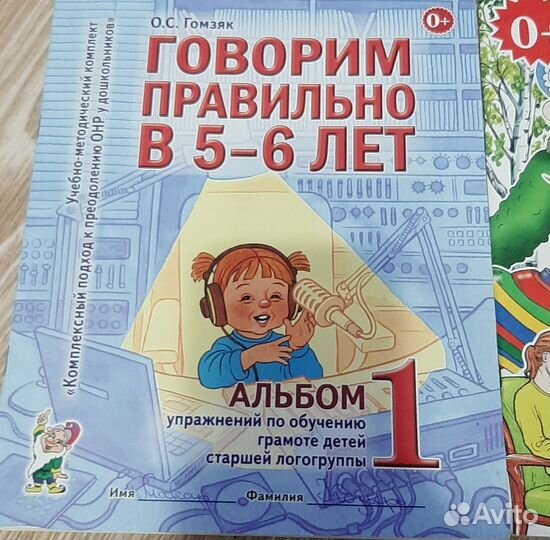 О.С. Гомзяк
0+
ГОВОРИМ
ПРАВИЛЬНО
В 5-6 ЛЕТ
Учебно-методический комплект
«Комплексный подход к преодолению ОНР у дошкольников»
АЛЬБОМ 1
упражнений по обучению
грамоте детей
старшей логогруппы
Имя Фамилия
Avito